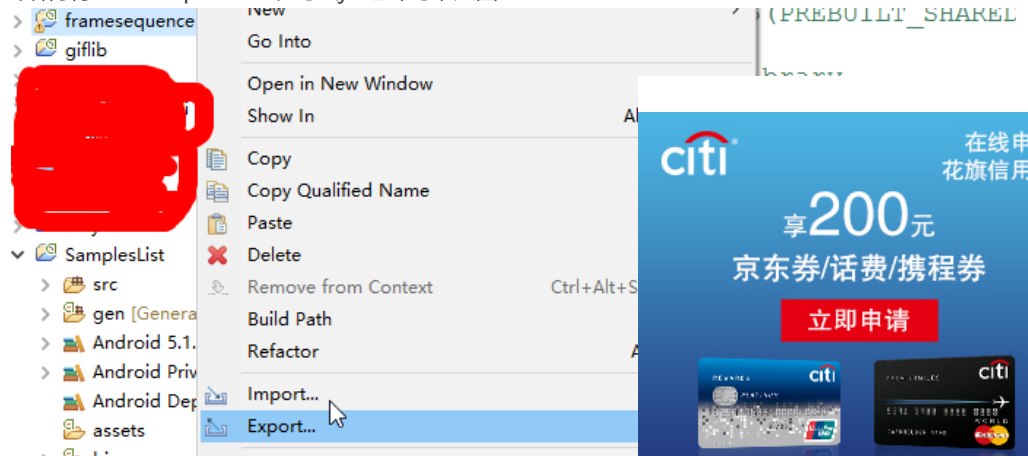 framesequence
giflib
SamplesList
src
gen [Genera
Android 5.1.
Android Priv
Android Dep
assets
New
Go Into
Open in New Window
Show In
Copy
Copy Qualified Name
Paste
Delete
Remove from Context Ctrl+Alt+S
Build Path
Refactor
Import...
Export...
(PREBUILT_SHARED
citi
在线申
花旗信用
享200元
京东券/话费/携程券
立即申请
citi
citi
WORLD